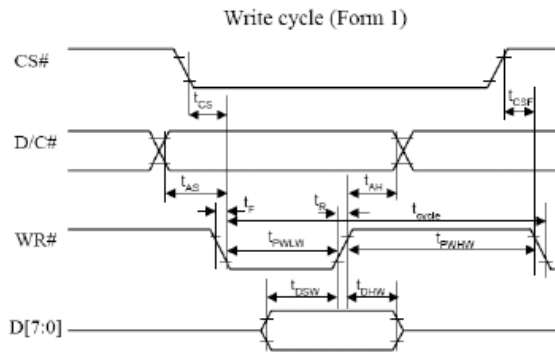 Write cycle (Form 1)
CS#
tCS
tCSF
D/C#
tAS
tF
tR
tAH
tcycle
WR#
tPWLW
tPWHW
tDSW
tDHW
D[7:0]